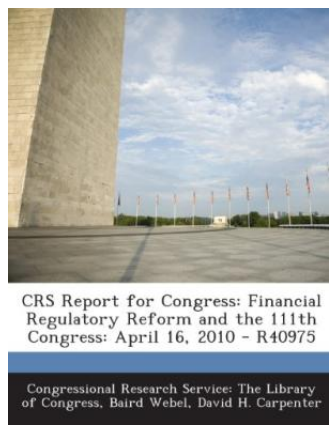 CRS Report for Congress: Financial
Regulatory Reform and the 111th
Congress: April 16, 2010 - R40975
Congressional Research Service: The Library
of Congress, Baird Webel, David H. Carpenter